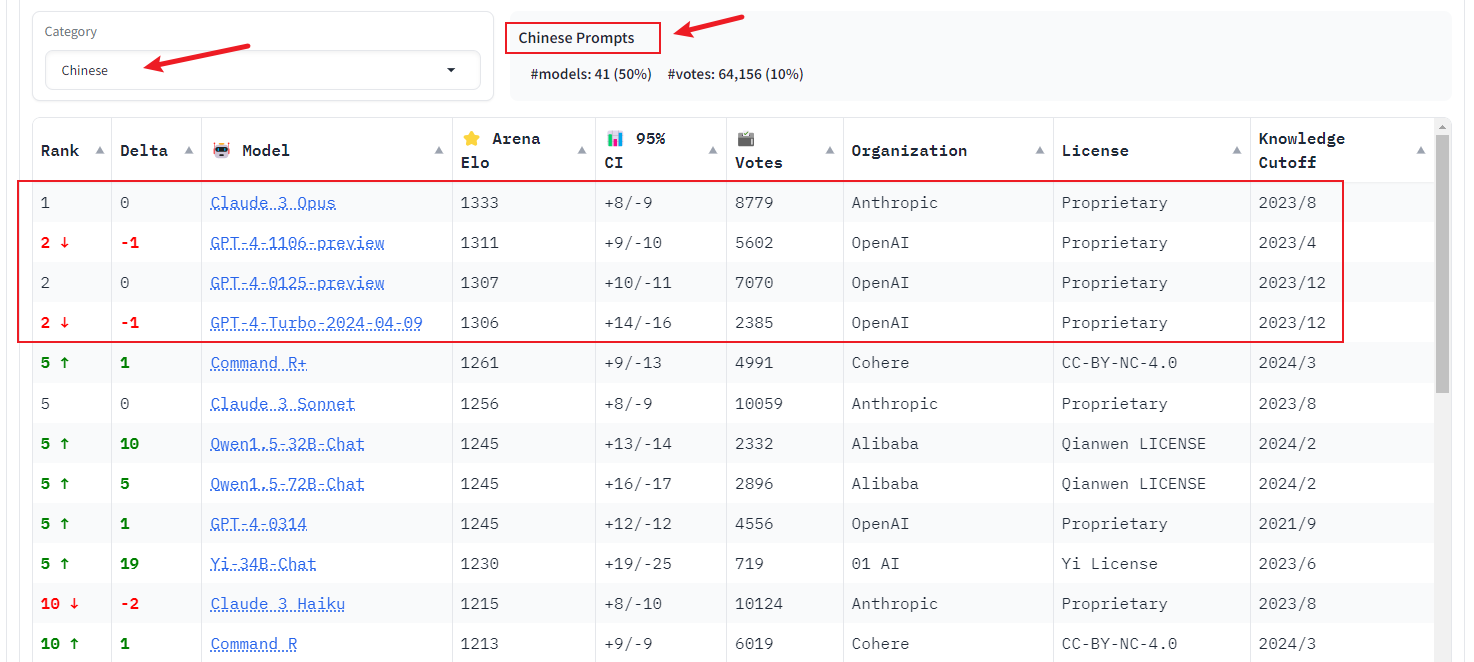 Category
Chinese
Chinese Prompts
#models: 41 (50%) #votes: 64,156 (10%)
Rank Delta 🤖 Model ⭐ Arena Elo 📊 95% CI 🗳️ Votes Organization License Knowledge Cutoff
1 0 Claude 3 Opus 1333 +8/-9 8779 Anthropic Proprietary 2023/8
2 ↓ -1 GPT-4-1106-preview 1311 +9/-10 5602 OpenAI Proprietary 2023/4
2 0 GPT-4-0125-preview 1307 +10/-11 7070 OpenAI Proprietary 2023/12
2 ↓ -1 GPT-4-Turbo-2024-04-09 1306 +14/-16 2385 OpenAI Proprietary 2023/12
5 ↑ 1 Command R+ 1261 +9/-13 4991 Cohere CC-BY-NC-4.0 2024/3
5 0 Claude 3 Sonnet 1256 +8/-9 10059 Anthropic Proprietary 2023/8
5 ↑ 10 Qwen1.5-32B-Chat 1245 +13/-14 2332 Alibaba Qianwen LICENSE 2024/2
5 ↑ 5 Qwen1.5-72B-Chat 1245 +16/-17 2896 Alibaba Qianwen LICENSE 2024/2
5 ↑ 1 GPT-4-0314 1245 +12/-12 4556 OpenAI Proprietary 2021/9
5 ↑ 19 Yi-34B-Chat 1230 +19/-25 719 01 AI Yi License 2023/6
10 ↓ -2 Claude 3 Haiku 1215 +8/-10 10124 Anthropic Proprietary 2023/8
10 ↑ 1 Command R 1213 +9/-9 6019 Cohere CC-BY-NC-4.0 2024/3